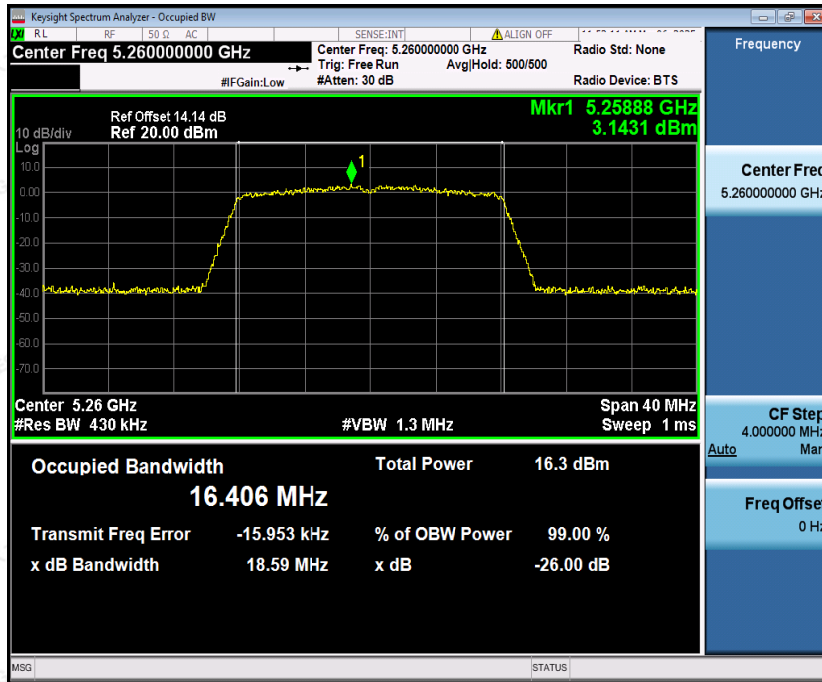 Keysight Spectrum Analyzer - Occupied BW
LXI RL RF 50 Ω AC SENSE:INT ALIGN OFF
Center Freq 5.260000000 GHz
Center Freq: 5.260000000 GHz
Radio Std: None
Trig: Free Run Avg|Hold: 500/500
#IFGain:Low #Atten: 30 dB Radio Device: BTS
Ref Offset 14.14 dB
10 dB/div Ref 20.00 dBm
Mkr1 5.25888 GHz
3.1431 dBm
Log
10.0
0.00
-10.0
-20.0
-30.0
-40.0
-50.0
-60.0
-70.0
1
Center 5.26 GHz Span 40 MHz
#Res BW 430 kHz #VBW 1.3 MHz Sweep 1 ms
Occupied Bandwidth Total Power 16.3 dBm
16.406 MHz
Transmit Freq Error -15.953 kHz % of OBW Power 99.00 %
x dB Bandwidth 18.59 MHz x dB -26.00 dB
MSG STATUS
Frequency
Center Freq
5.260000000 GHz
CF Step
4.000000 MHz
Auto Man
Freq Offset
0 Hz